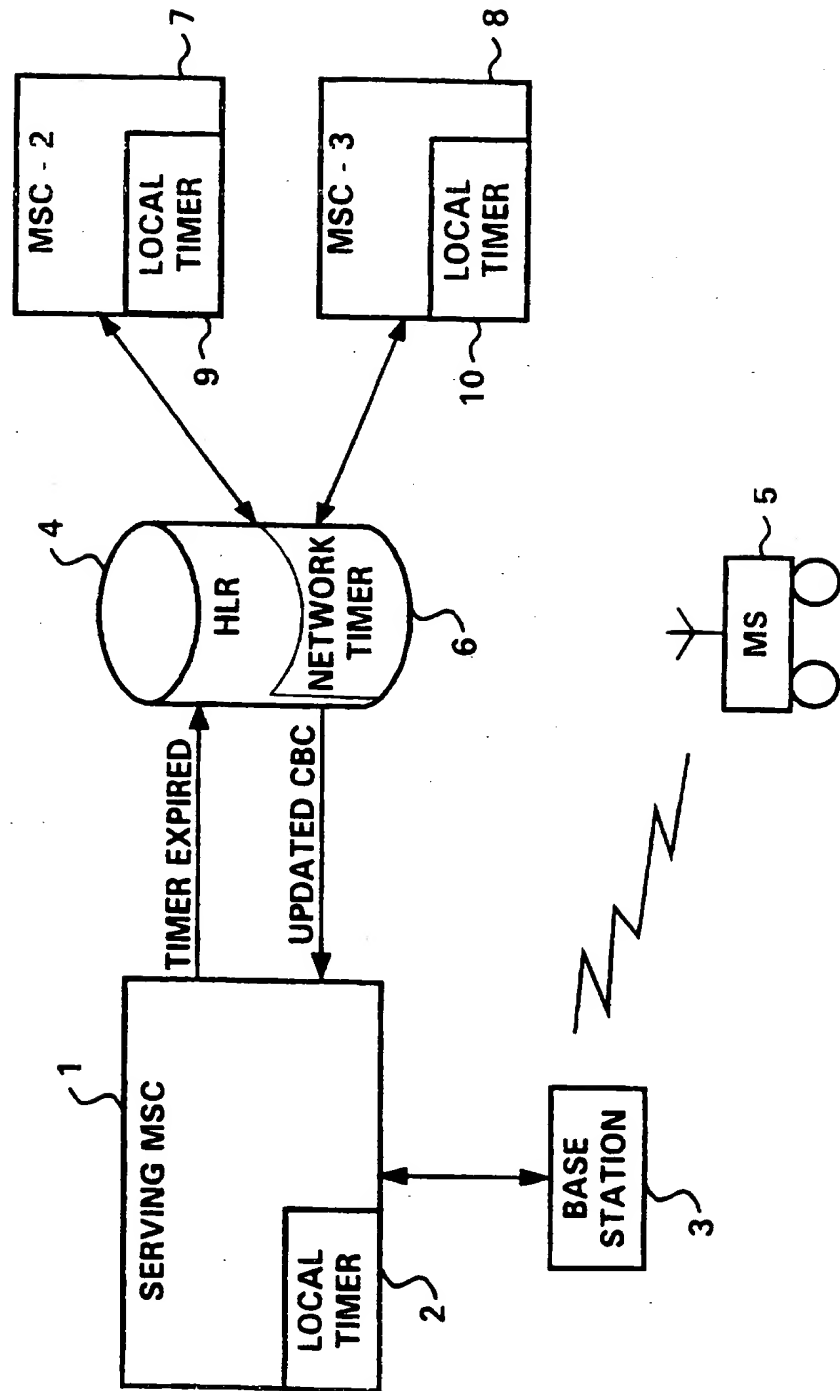 1
SERVING MSC
LOCAL
TIMER
2
BASE
STATION
3
TIMER EXPIRED
UPDATED CBC
4
HLR
NETWORK
TIMER
6
MS
5
MSC - 2
LOCAL
TIMER
7
9
MSC - 3
LOCAL
TIMER
8
10